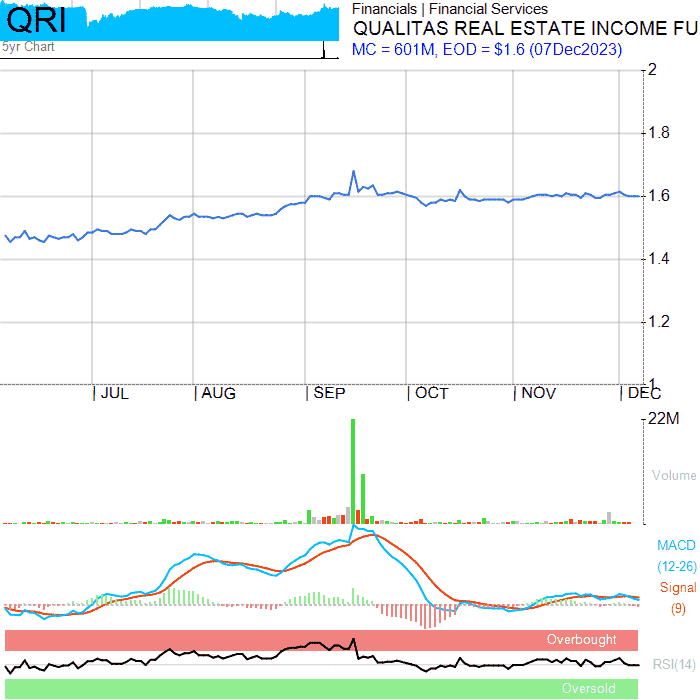 QRI
5yr Chart
Financials | Financial Services
QUALITAS REAL ESTATE INCOME FU
MC = 601M, EOD = $1.6 (07Dec2023)
2
1.8
1.6
1.4
1.2
1
| JUL | AUG | SEP | OCT | NOV | DEC
22M
Volume
MACD
(12-26)
Signal
(9)
Overbought
RSI(14)
Oversold